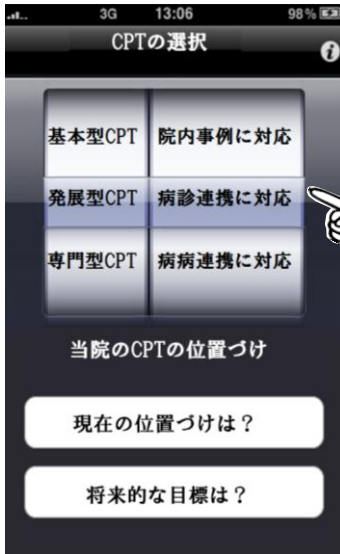 3G 13:06 98%
CPTの選択
基本型CPT 院内事例に対応
発展型CPT 病診連携に対応
専門型CPT 病病連携に対応
当院のCPTの位置づけ
現在の位置づけは？
将来的な目標は？